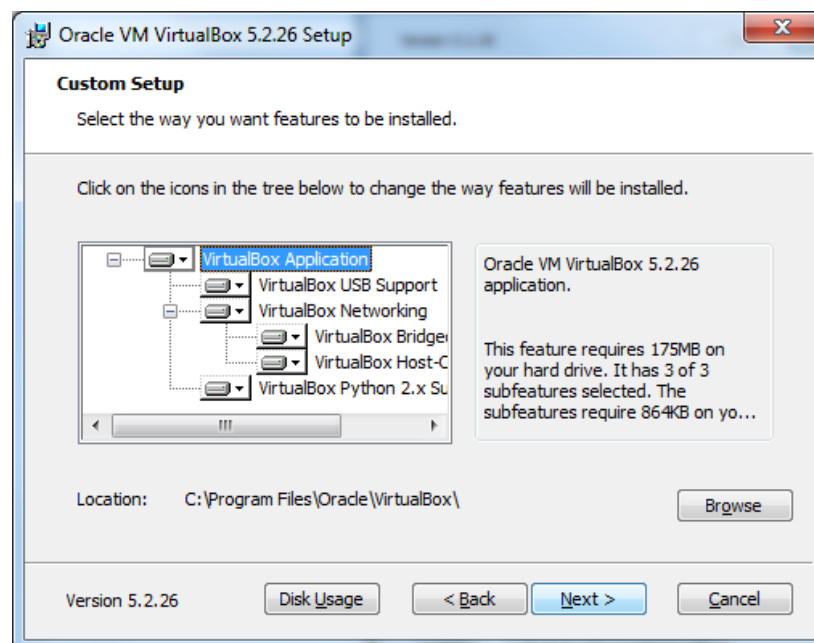 Oracle VM VirtualBox 5.2.26 Setup
Custom Setup
Select the way you want features to be installed.
Click on the icons in the tree below to change the way features will be installed.
VirtualBox Application
VirtualBox USB Support
VirtualBox Networking
VirtualBox Bridge
VirtualBox Host-C
VirtualBox Python 2.x Su
Oracle VM VirtualBox 5.2.26
application.
This feature requires 175MB on
your hard drive. It has 3 of 3
subfeatures selected. The
subfeatures require 864KB on yo...
Location: C:\Program Files\Oracle\VirtualBox\
Browse
Version 5.2.26
Disk Usage
< Back
Next >
Cancel